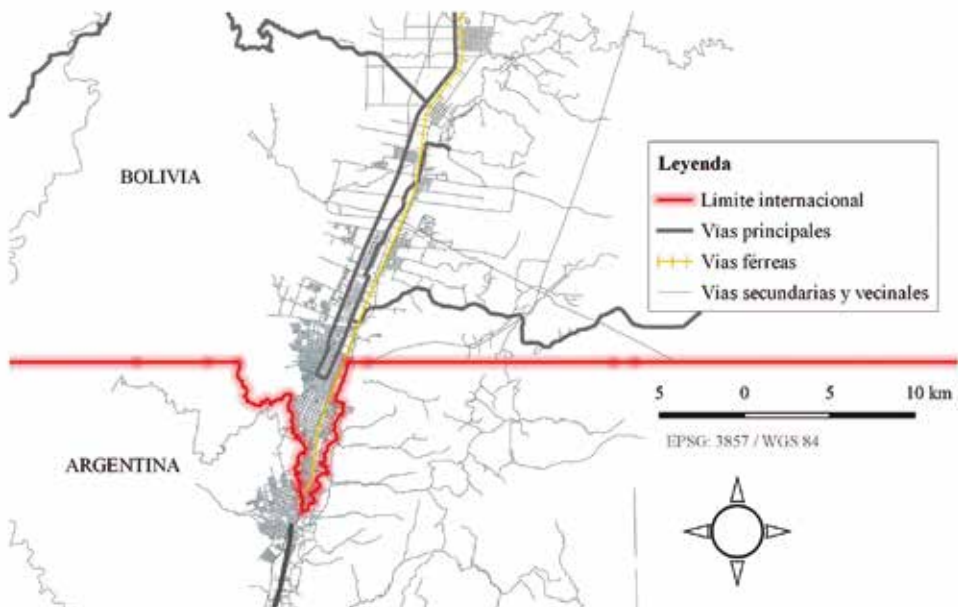 BOLIVIA
ARGENTINA
Leyenda
Límite internacional
Vías principales
Vías férreas
Vías secundarias y vecinales
5 0 5 10 km
EPSG: 3857 / WGS 84